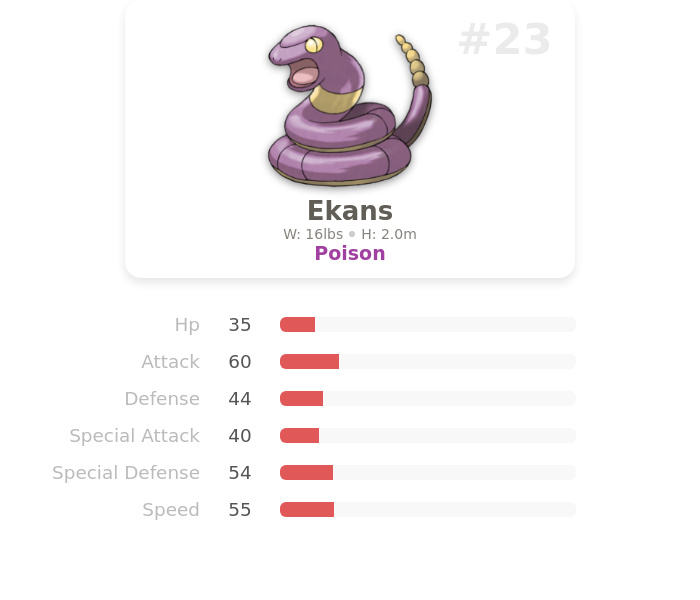 #23
Ekans
W: 16lbs • H: 2.0m
Poison
Hp 35
Attack 60
Defense 44
Special Attack 40
Special Defense 54
Speed 55